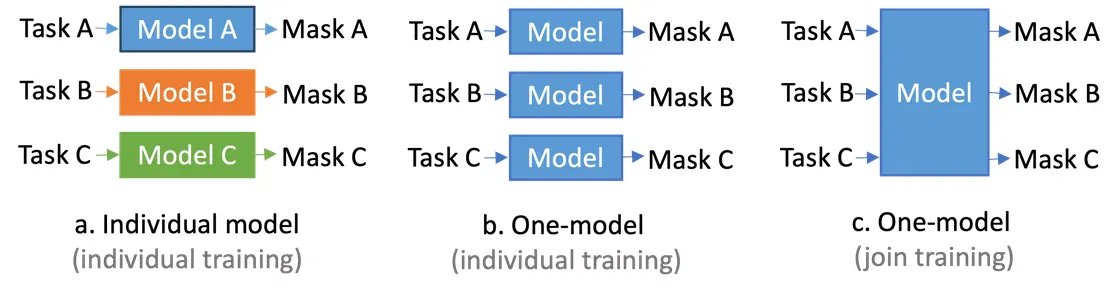 Task A Model A Mask A
Task B Model B Mask B
Task C Model C Mask C
a. Individual model
(individual training)
Task A Model Mask A
Task B Model Mask B
Task C Model Mask C
b. One-model
(individual training)
Task A Mask A
Task B Model Mask B
Task C Mask C
c. One-model
(join training)